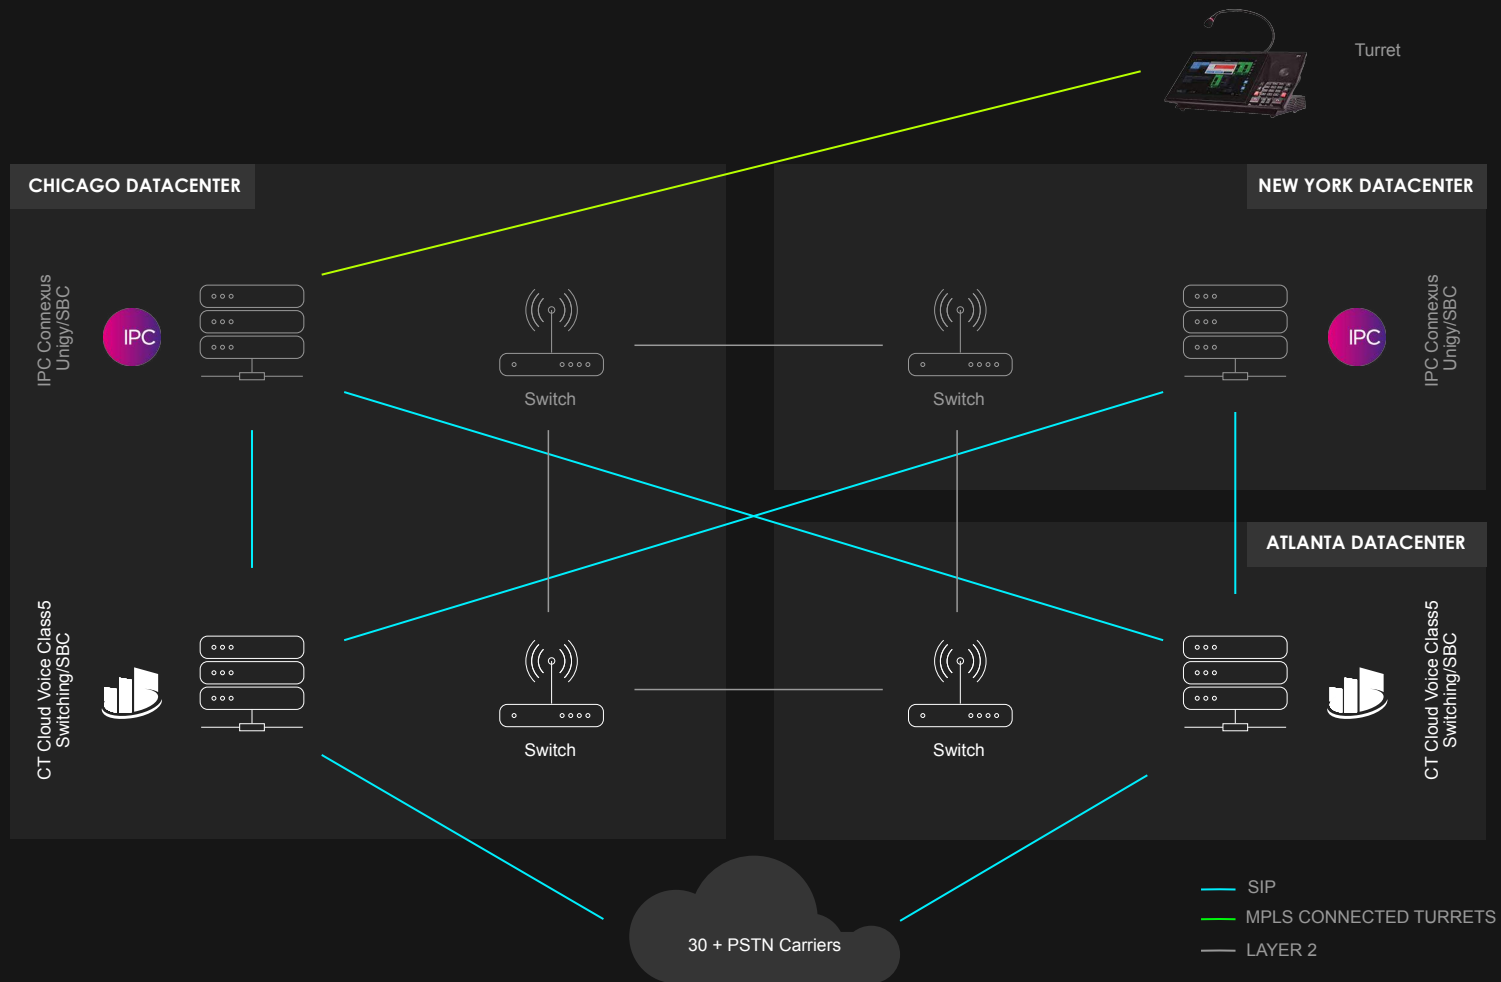 Turret
CHICAGO DATACENTER
NEW YORK DATACENTER
IPC Connexus
Unigy/SBC
IPC
IPC
IPC Connexus
Unigy/SBC
Switch
Switch
ATLANTA DATACENTER
CT Cloud Voice Class5
Switching/SBC
CT Cloud Voice Class5
Switching/SBC
Switch
Switch
30 + PSTN Carriers
SIP
MPLS CONNECTED TURRETS
LAYER 2